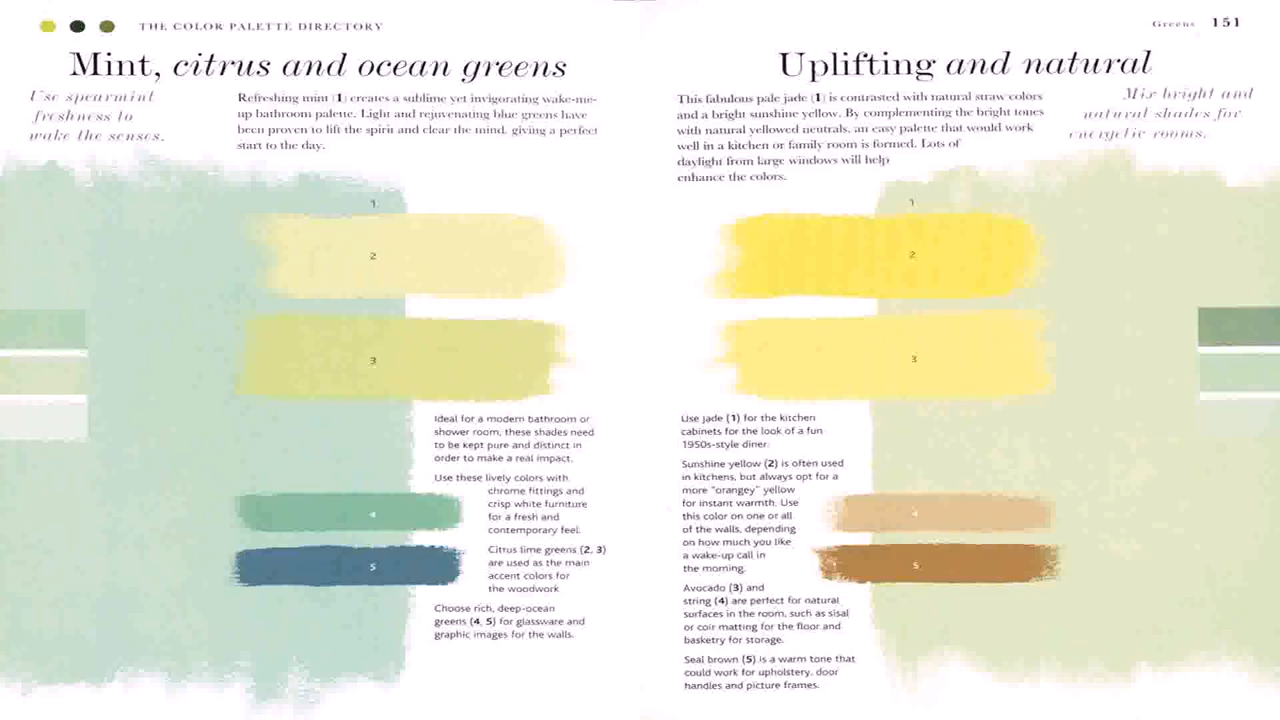 THE COLOR PALETTE DIRECTORY
Mint, citrus and ocean greens
Use spearmint
freshness to
wake the senses.
Refreshing mint (1) creates a sublime yet invigorating wake-me-
up bathroom palette. Light and rejuvenating blue greens have
been proven to lift the spirit and clear the mind, giving a perfect
start to the day.
1
2
3
Ideal for a modern bathroom or
shower room, these shades need
to be kept pure and distinct in
order to make a real impact.
Use these lively colors with
chrome fittings and
crisp white furniture
for a fresh and
contemporary feel.
4
5
Citrus lime greens (2, 3)
are used as the main
accent colors for
the woodwork
Choose rich, deep-ocean
greens (4, 5) for glassware and
graphic images for the walls.
Greens 151
Uplifting and natural
This fabulous pale jade (1) is contrasted with natural straw colors
and a bright sunshine yellow. By complementing the bright tones
with natural yellowed neutrals, an easy palette that would work
well in a kitchen or family room is formed. Lots of
daylight from large windows will help
enhance the colors.
Mix bright and
natural shades for
energetic rooms.
1
2
3
Use jade (1) for the kitchen
cabinets for the look of a fun
1950s-style diner.
Sunshine yellow (2) is often used
in kitchens, but always opt for a
more "orangey" yellow
for instant warmth. Use
this color on one or all
of the walls, depending
on how much you like
a wake-up call in
the morning.
4
5
Avocado (3) and
string (4) are perfect for natural
surfaces in the room, such as sisal
or coir matting for the floor and
basketry for storage.
Seal brown (5) is a warm tone that
could work for upholstery, door
handles and picture frames.